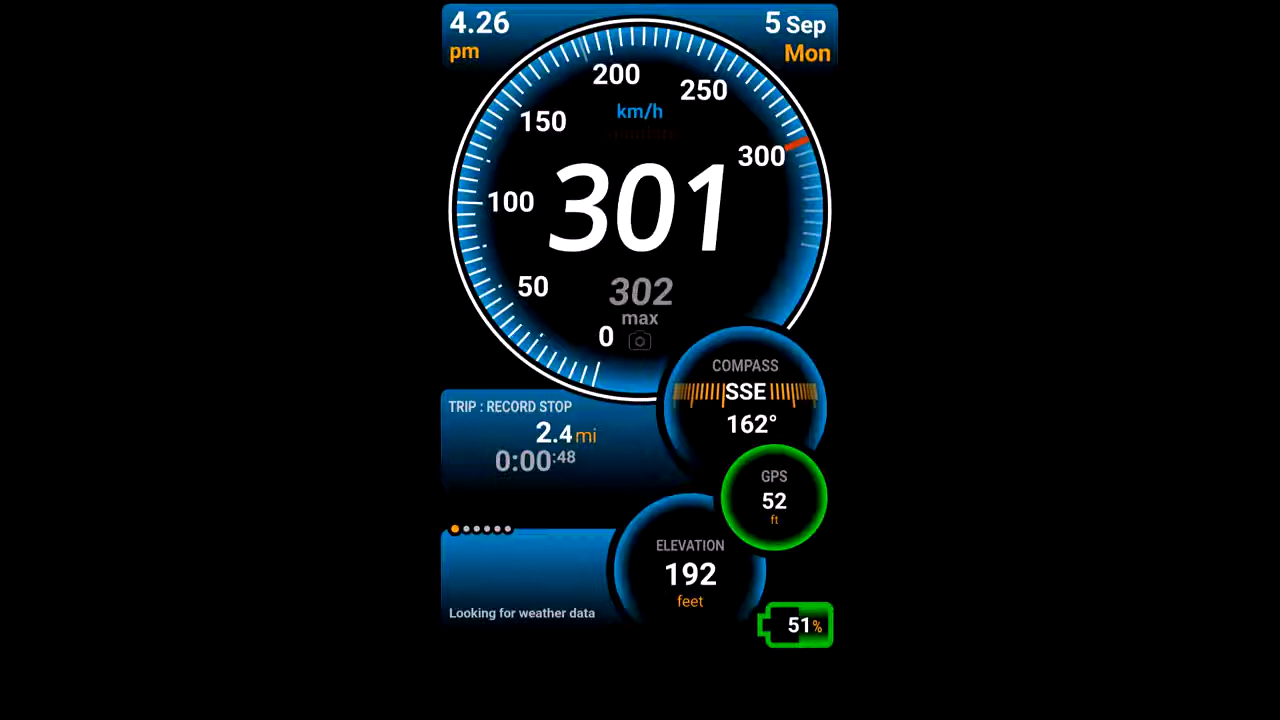 4.26
5 Sep
pm
Mon
200
250
km/h
150
300
100
301
50
302
max
0
COMPASS
SSE
162°
TRIP : RECORD STOP
2.4 mi
0:00:48
GPS
52
ft
ELEVATION
192
feet
Looking for weather data
51%